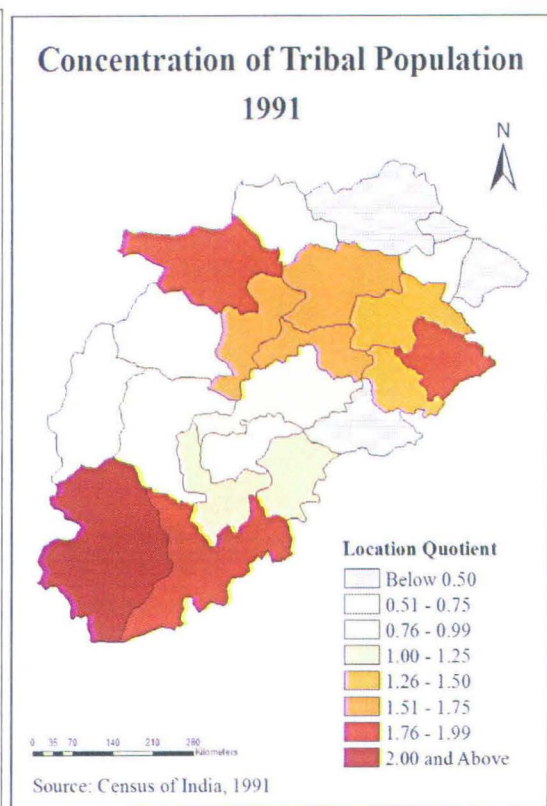 Concentration of Tribal Population
1991
N
Location Quotient
Below 0.50
0.51 - 0.75
0.76 - 0.99
1.00 - 1.25
1.26 - 1.50
1.51 - 1.75
1.76 - 1.99
2.00 and Above
0 35 70 140 210 280
Kilometers
Source: Census of India, 1991